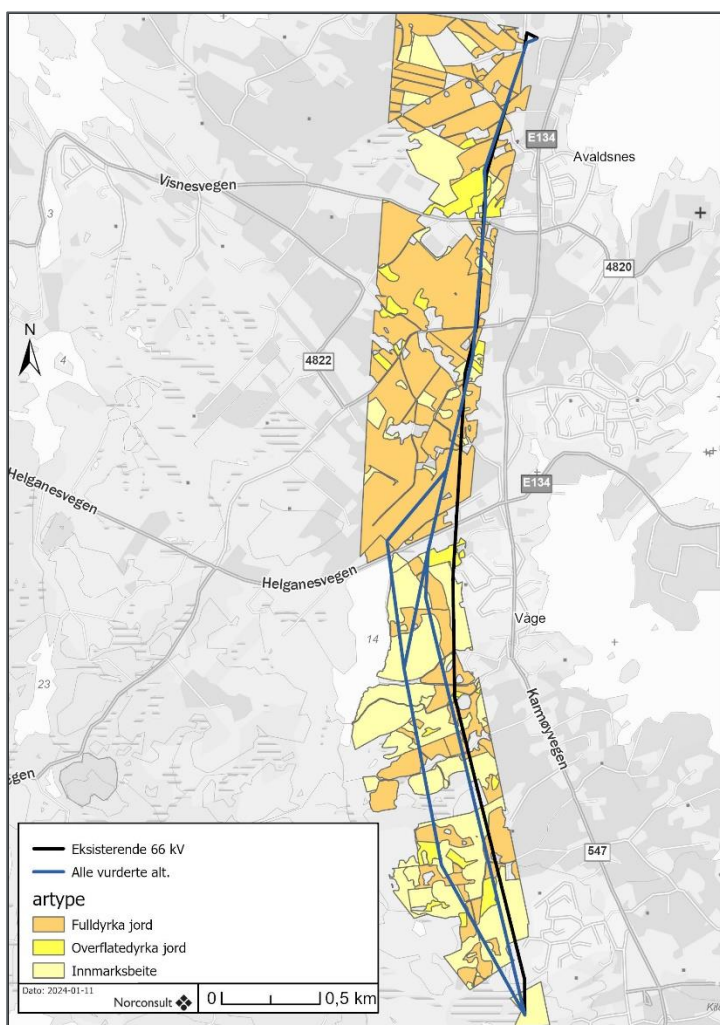 E134
Avaldsnes
Visnesvegen
3
4820
N
4822
4
E134
Helganesvegen
Helganesvegen
14
Våge
23
Karmøyvegen
547
Eksisterende 66 kV
Alle vurderte alt.
artype
Fulldyrka jord
Overflatedyrka jord
Innmarksbeite
Dato: 2024-01-11
Norconsult
0 0,5 km